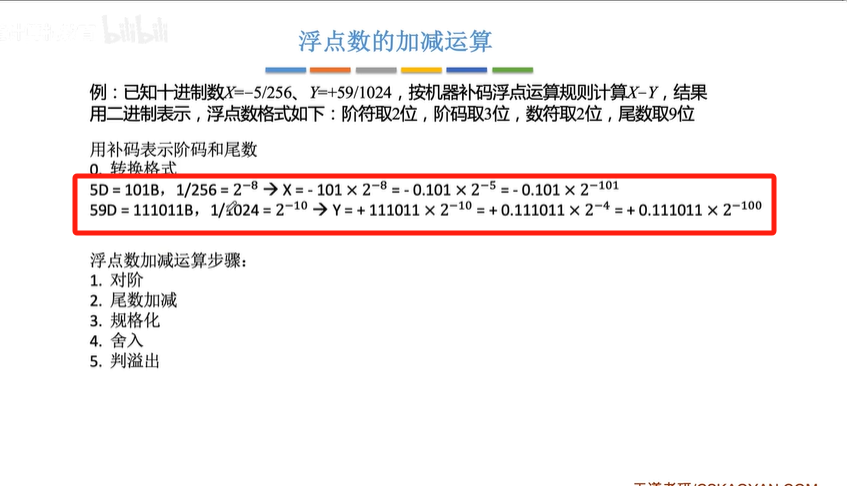 bilibili
浮点数的加减运算
例：已知十进制数X=−5/256、Y=+59/1024，按机器补码浮点运算规则计算X−Y，结果
用二进制表示，浮点数格式如下：阶符取2位，阶码取3位，数符取2位，尾数取9位
用补码表示阶码和尾数
0. 转换格式
5D = 101B，1/256 = 2⁻⁸ → X = - 101 × 2⁻⁸ = - 0.101 × 2⁻⁵ = - 0.101 × 2⁻¹⁰¹
59D = 111011B，1/1024 = 2⁻¹⁰ → Y = + 111011 × 2⁻¹⁰ = + 0.111011 × 2⁻⁴ = + 0.111011 × 2⁻¹⁰⁰
浮点数加减运算步骤：
1. 对阶
2. 尾数加减
3. 规格化
4. 舍入
5. 判溢出